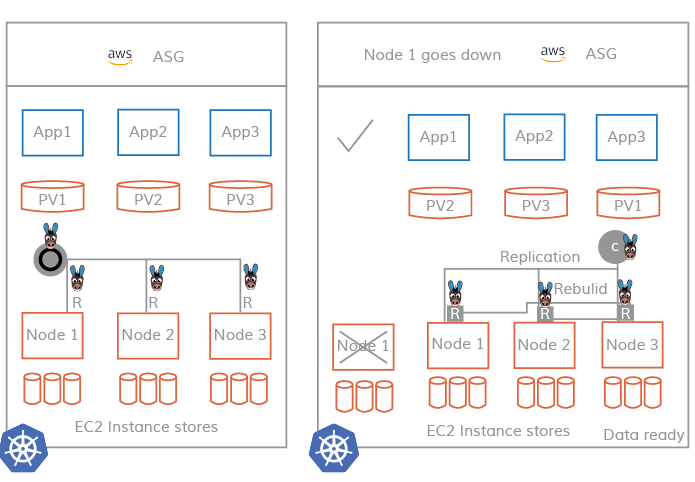 aws ASG
App1 App2 App3
PV1 PV2 PV3
R R R
Node 1 Node 2 Node 3
EC2 Instance stores
Node 1 goes down aws ASG
App1 App2 App3
PV2 PV3 PV1
C
Replication
Rebulid
R R R
Node 1 Node 1 Node 2 Node 3
EC2 Instance stores Data ready